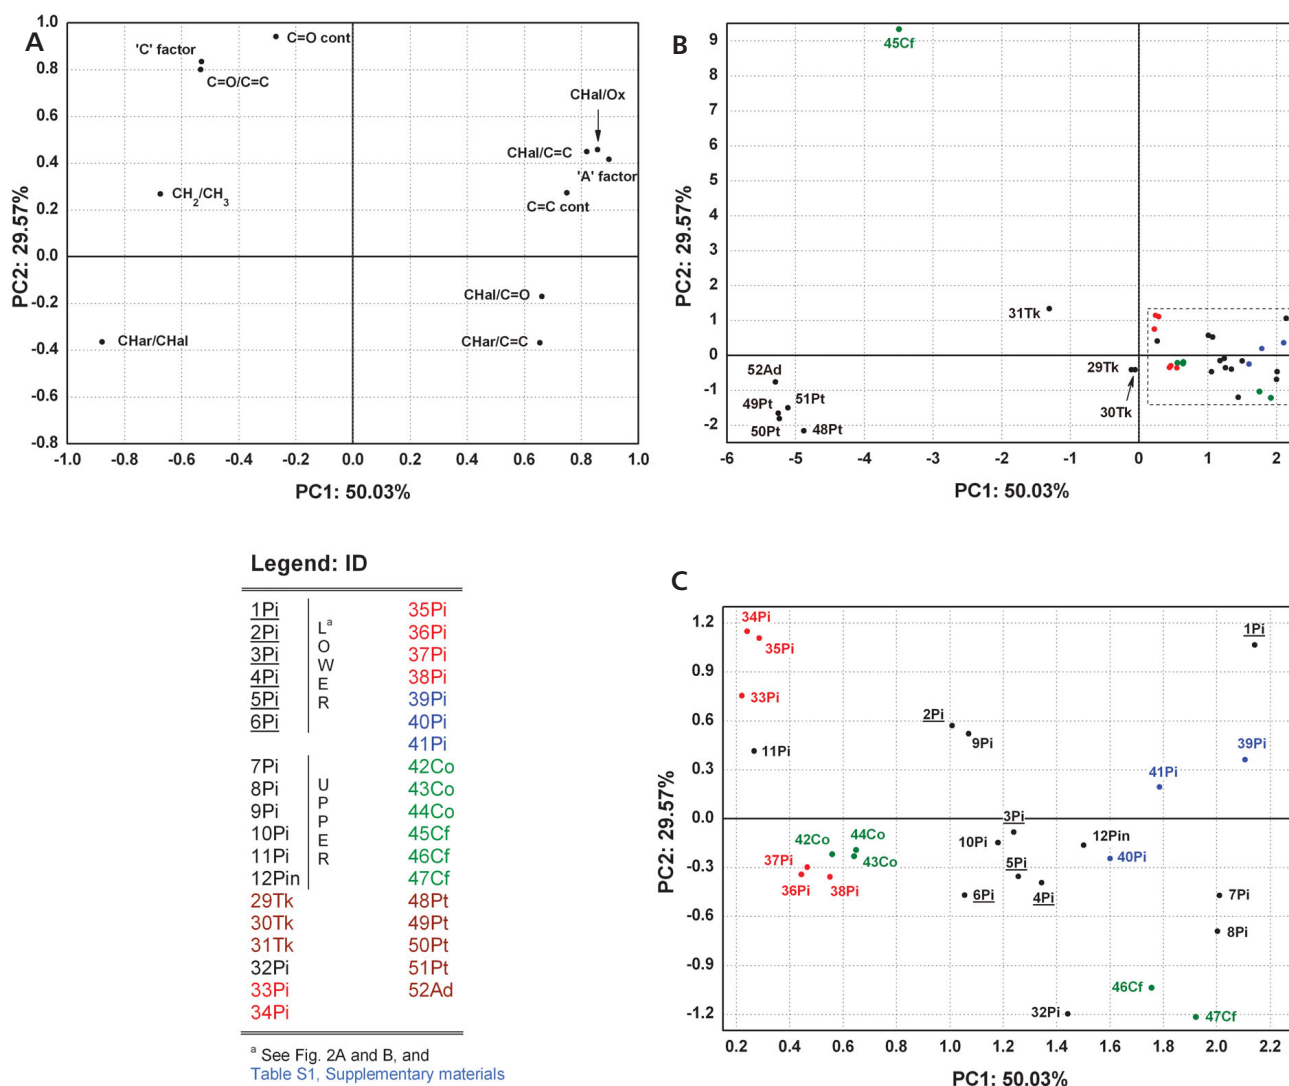 A
1.0
0.8
0.6
0.4
0.2
0.0
-0.2
-0.4
-0.6
-0.8
PC2: 29.57%
C=O cont
'C' factor
C=O/C=C
CHal/Ox
CHal/C=C
'A' factor
C=C cont
CH2/CH3
CHal/C=O
CHar/CHal
CHar/C=C
-1.0 -0.8 -0.6 -0.4 -0.2 0.0 0.2 0.4 0.6 0.8 1.0
PC1: 50.03%
B
9
8
7
6
5
4
3
2
1
0
-1
-2
PC2: 29.57%
45Cf
31Tk
29Tk
30Tk
52Ad
51Pt
49Pt
50Pt
48Pt
-6 -5 -4 -3 -2 -1 0 1 2
PC1: 50.03%
Legend: ID
1Pi
2Pi
3Pi
4Pi
5Pi
6Pi
L a
O
W
E
R
7Pi
8Pi
9Pi
10Pi
11Pi
12Pin
U
P
P
E
R
29Tk
30Tk
31Tk
32Pi
33Pi
34Pi
35Pi
36Pi
37Pi
38Pi
39Pi
40Pi
41Pi
42Co
43Co
44Co
45Cf
46Cf
47Cf
48Pt
49Pt
50Pt
51Pt
52Ad
a See Fig. 2A and B, and
Table S1, Supplementary materials
C
1.2
0.9
0.6
0.3
0.0
-0.3
-0.6
-0.9
-1.2
PC2: 29.57%
34Pi
35Pi
1Pi
33Pi
2Pi
9Pi
11Pi
39Pi
41Pi
3Pi
44Co
42Co
10Pi
12Pin
43Co
40Pi
37Pi
5Pi
36Pi
38Pi
6Pi
4Pi
7Pi
8Pi
46Cf
32Pi
47Cf
0.2 0.4 0.6 0.8 1.0 1.2 1.4 1.6 1.8 2.0 2.2
PC1: 50.03%